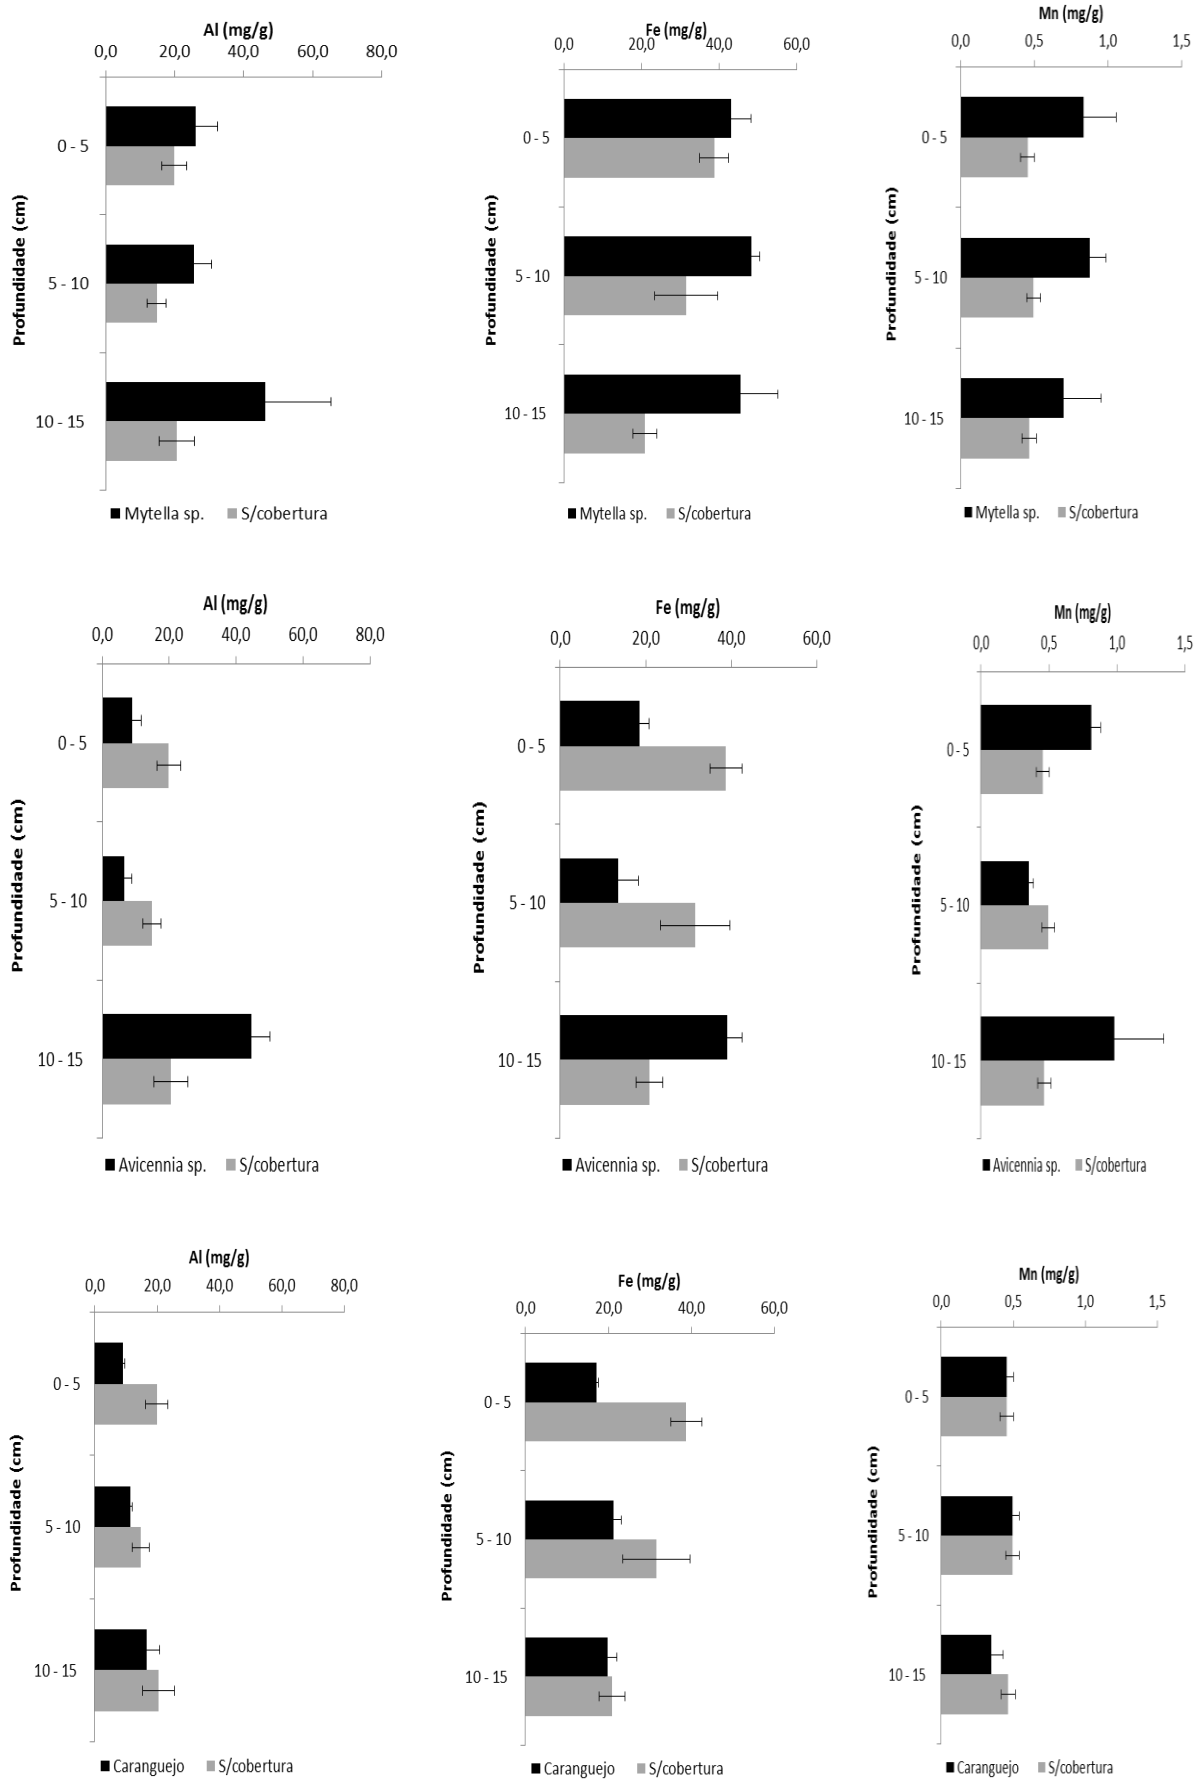 Al (mg/g)
0,0 20,0 40,0 60,0 80,0
Profundidade (cm)
0 - 5
5 - 10
10 - 15
Mytella sp. S/cobertura
Fe (mg/g)
0,0 20,0 40,0 60,0
Profundidade (cm)
0 - 5
5 - 10
10 - 15
Mytella sp. S/cobertura
Mn (mg/g)
0,0 0,5 1,0 1,5
Profundidade (cm)
0 - 5
5 - 10
10 - 15
Mytella sp. S/cobertura
Al (mg/g)
0,0 20,0 40,0 60,0 80,0
Profundidade (cm)
0 - 5
5 - 10
10 - 15
Avicennia sp. S/cobertura
Fe (mg/g)
0,0 20,0 40,0 60,0
Profundidade (cm)
0 - 5
5 - 10
10 - 15
Avicennia sp. S/cobertura
Mn (mg/g)
0,0 0,5 1,0 1,5
Profundidade (cm)
0 - 5
5 - 10
10 - 15
Avicennia sp. S/cobertura
Al (mg/g)
0,0 20,0 40,0 60,0 80,0
Profundidade (cm)
0 - 5
5 - 10
10 - 15
Caranguejo S/cobertura
Fe (mg/g)
0,0 20,0 40,0 60,0
Profundidade (cm)
0 - 5
5 - 10
10 - 15
Caranguejo S/cobertura
Mn (mg/g)
0,0 0,5 1,0 1,5
Profundidade (cm)
0 - 5
5 - 10
10 - 15
Caranguejo S/cobertura